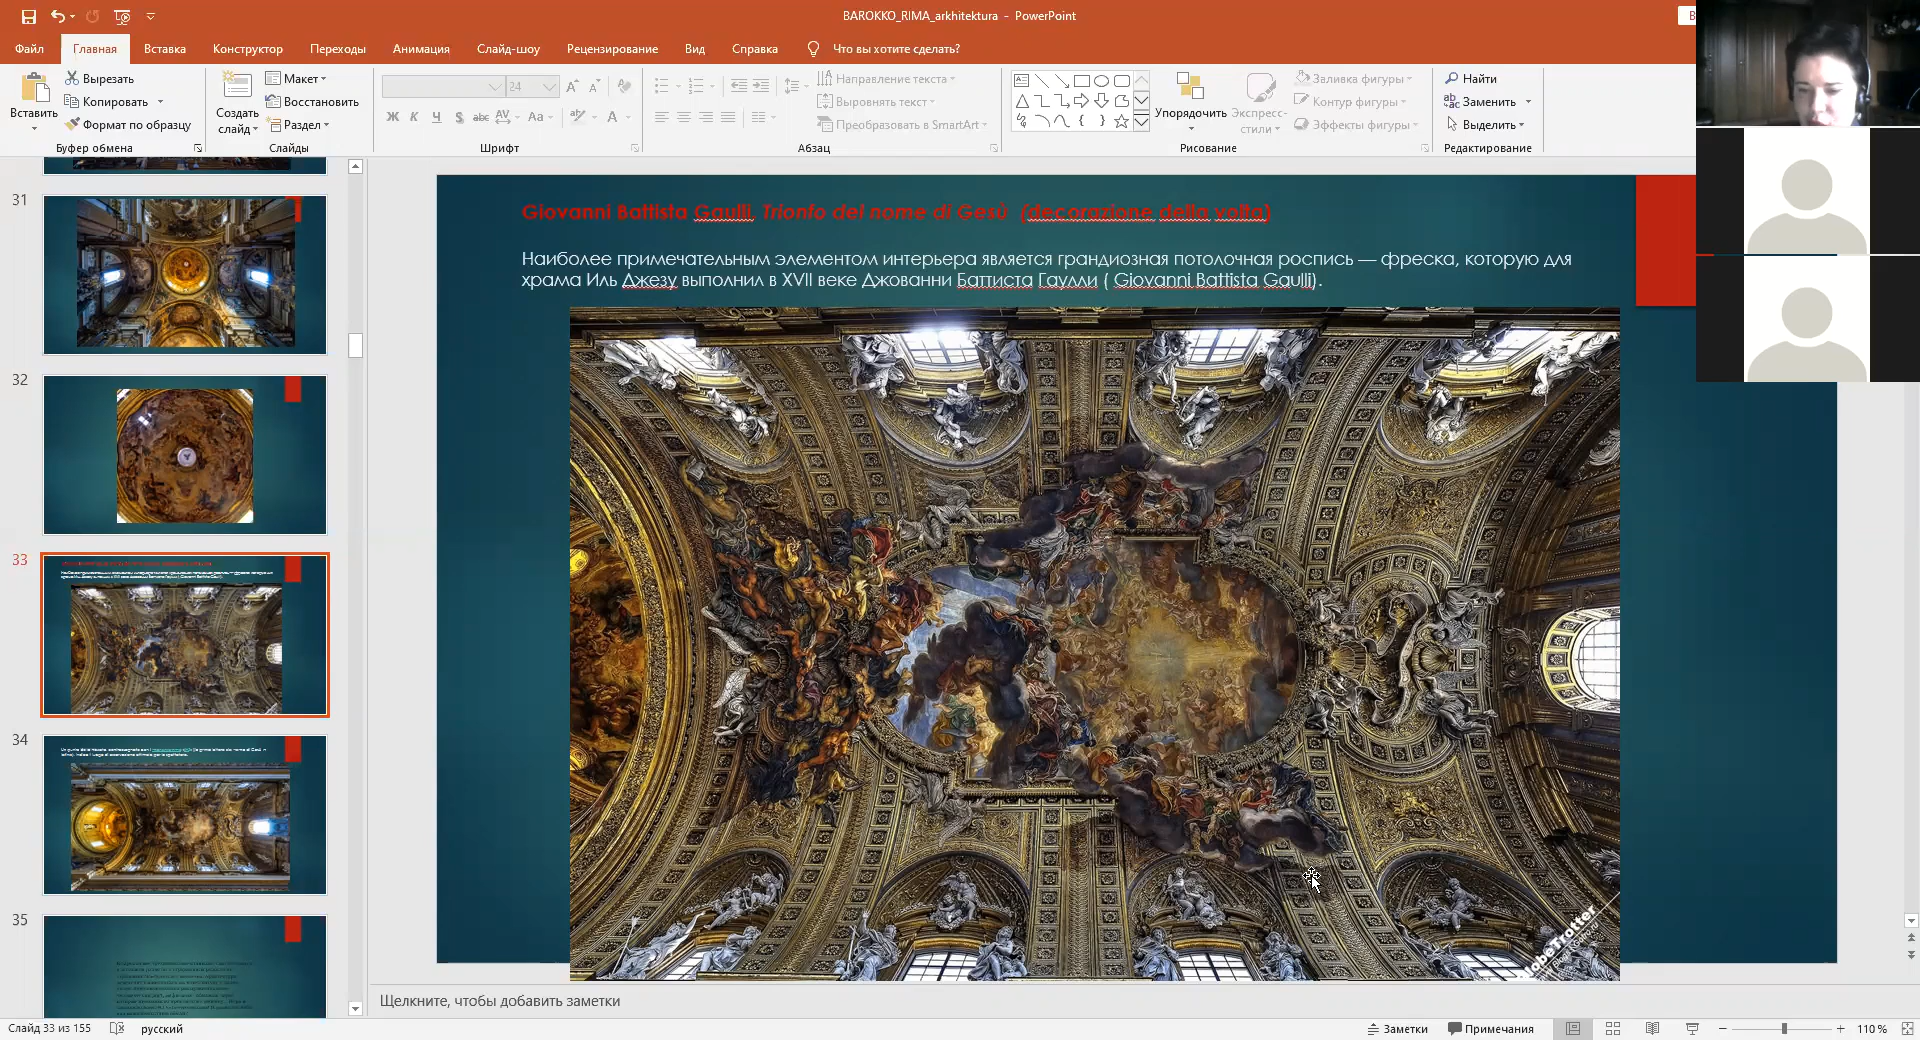 BAROKKO_RIMA_arkhitektura - PowerPoint
Файл Главная Вставка Конструктор Переходы Анимация Слайд-шоу Рецензирование Вид Справка Что вы хотите сделать?
Вставить
Вырезать
Копировать
Формат по образцу
Буфер обмена
Создать слайд
Макет
Восстановить
Раздел
Слайды
24
Ж К Ч S abc AV Aa А
Шрифт
Направление текста
Выровнять текст
Преобразовать в SmartArt
Абзац
Упорядочить
Экспресс-стили
Заливка фигуры
Контур фигуры
Эффекты фигуры
Рисование
Найти
Заменить
Выделить
Редактирование
31
32
33
34
35
Giovanni Battista Gaulli, Trionfo del nome di Gesù (decorazione della volta)
Наиболее примечательным элементом интерьера является грандиозная потолочная роспись — фреска, которую для
храма Иль Джезу выполнил в XVII веке Джованни Баттиста Гаулли ( Giovanni Battista Gaulli).
Щелкните, чтобы добавить заметки
Слайд 33 из 155 русский Заметки Примечания 110 %